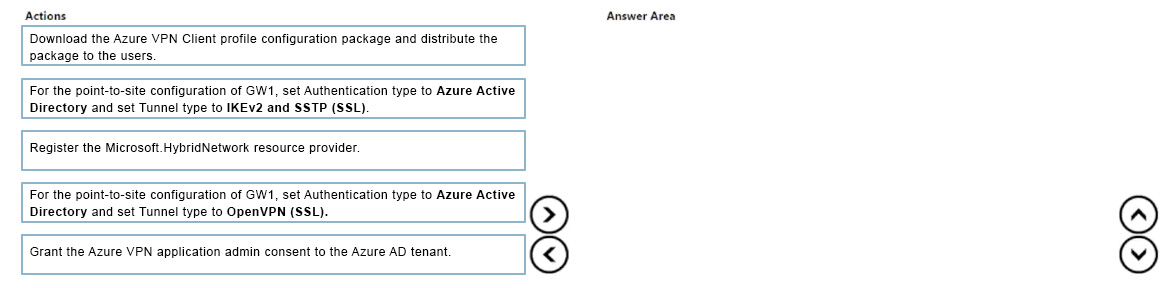 Actions
Download the Azure VPN Client profile configuration package and distribute the
package to the users.
For the point-to-site configuration of GW1, set Authentication type to Azure Active
Directory and set Tunnel type to IKEv2 and SSTP (SSL).
Register the Microsoft.HybridNetwork resource provider.
For the point-to-site configuration of GW1, set Authentication type to Azure Active
Directory and set Tunnel type to OpenVPN (SSL).
Grant the Azure VPN application admin consent to the Azure AD tenant.
Answer Area